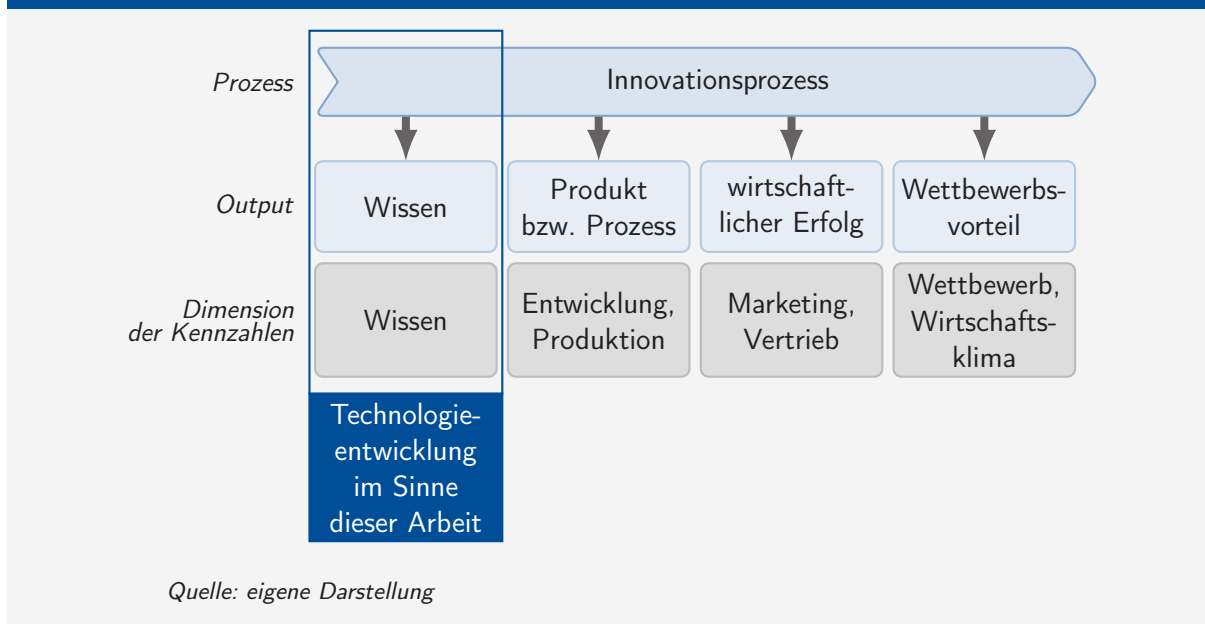 Prozess
Innovationsprozess
Output
Wissen
Produkt
bzw. Prozess
wirtschaft-
licher Erfolg
Wettbewerbs-
vorteil
Dimension
der Kennzahlen
Wissen
Entwicklung,
Produktion
Marketing,
Vertrieb
Wettbewerb,
Wirtschafts-
klima
Technologie-
entwicklung
im Sinne
dieser Arbeit
Quelle: eigene Darstellung